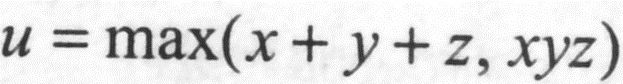 u = max(x + y + z, xyz)